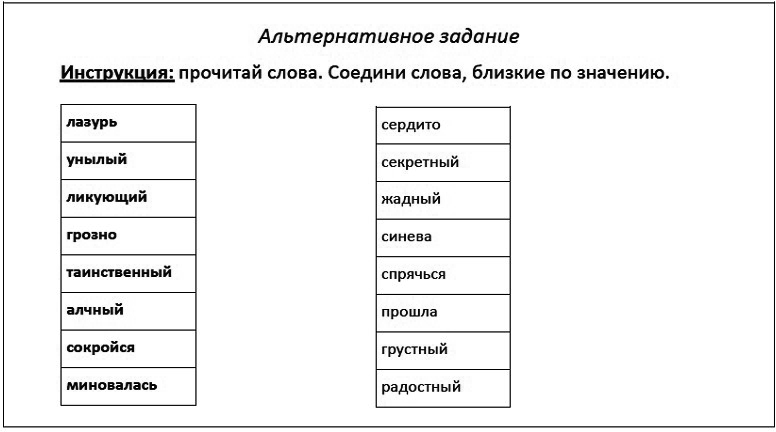 Альтернативное задание
Инструкция: прочитай слова. Соедини слова, близкие по значению.
лазурь
унылый
ликующий
грозно
таинственный
алчный
сокройся
миновалась
сердито
секретный
жадный
синева
спрячься
прошла
грустный
радостный